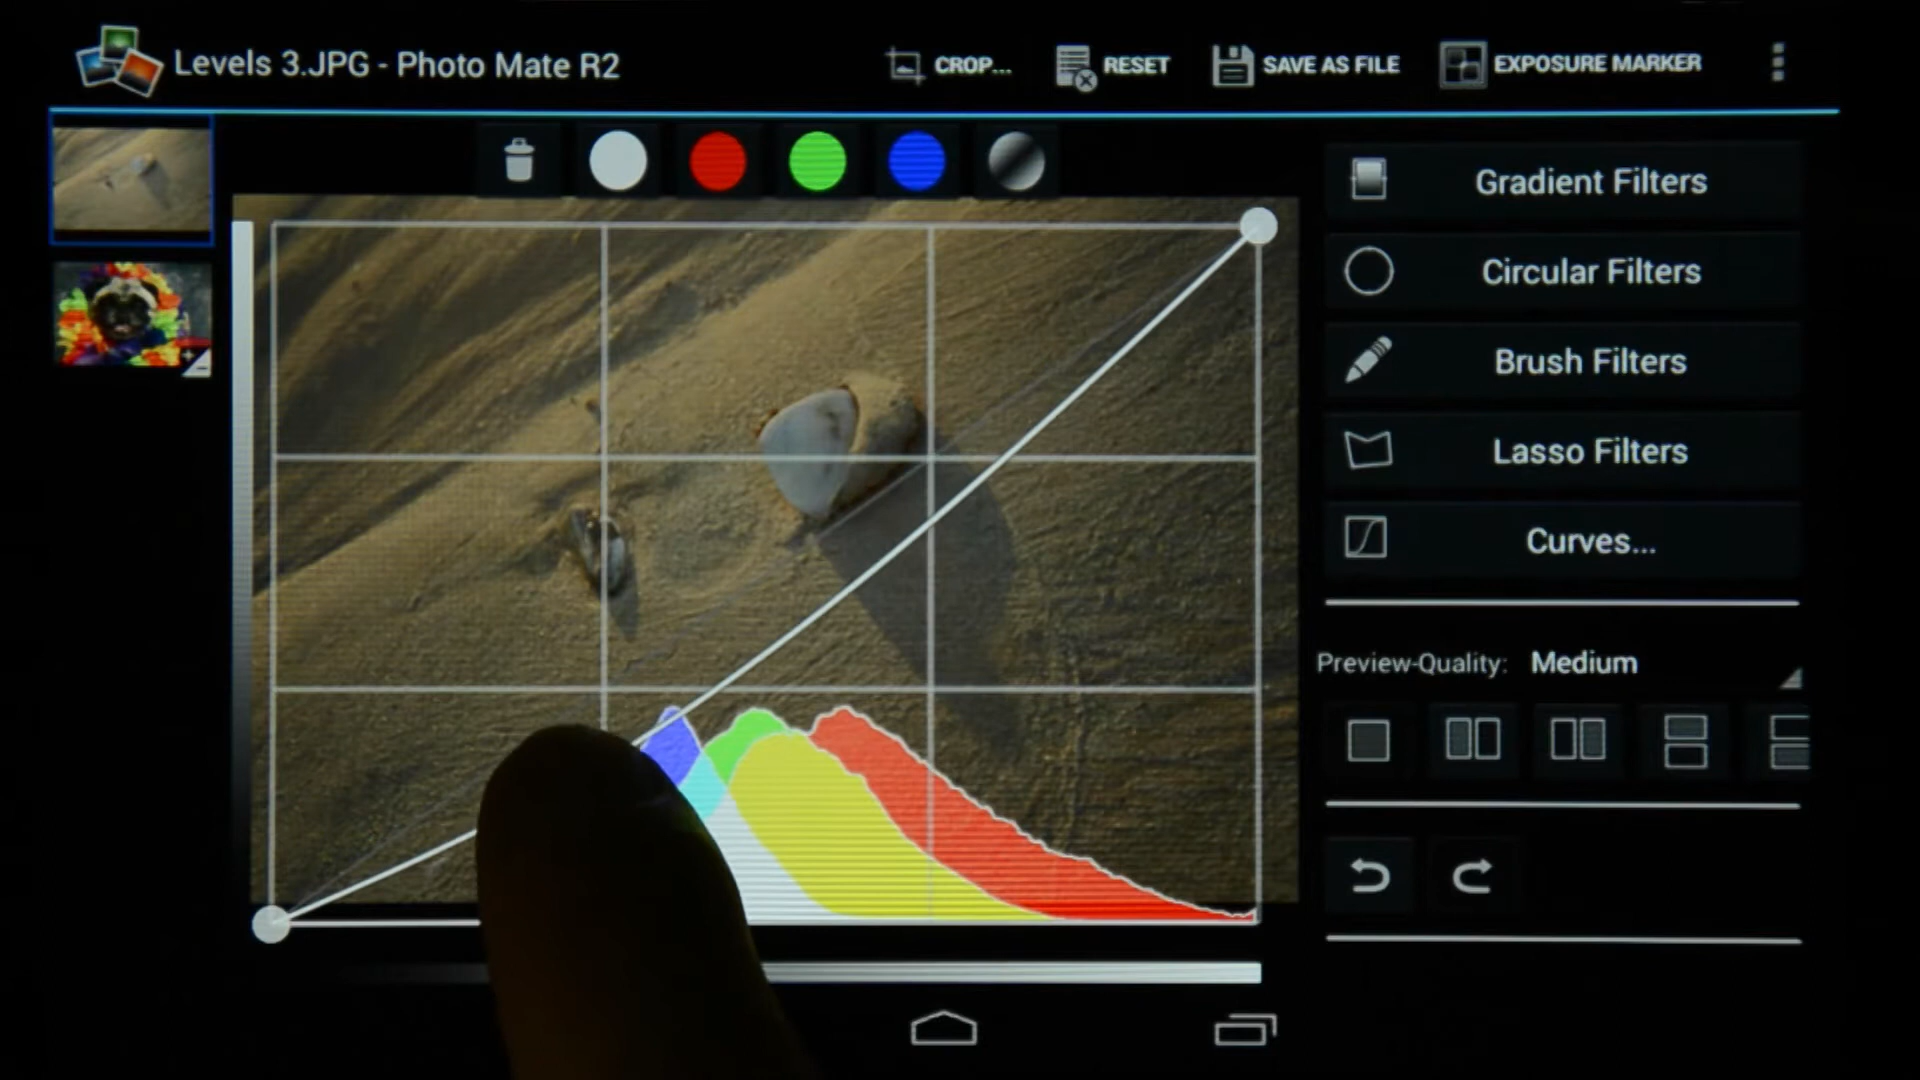 Levels 3.JPG - Photo Mate R2
CROP...
RESET
SAVE AS FILE
EXPOSURE MARKER
Gradient Filters
Circular Filters
Brush Filters
Lasso Filters
Curves...
Preview-Quality: Medium